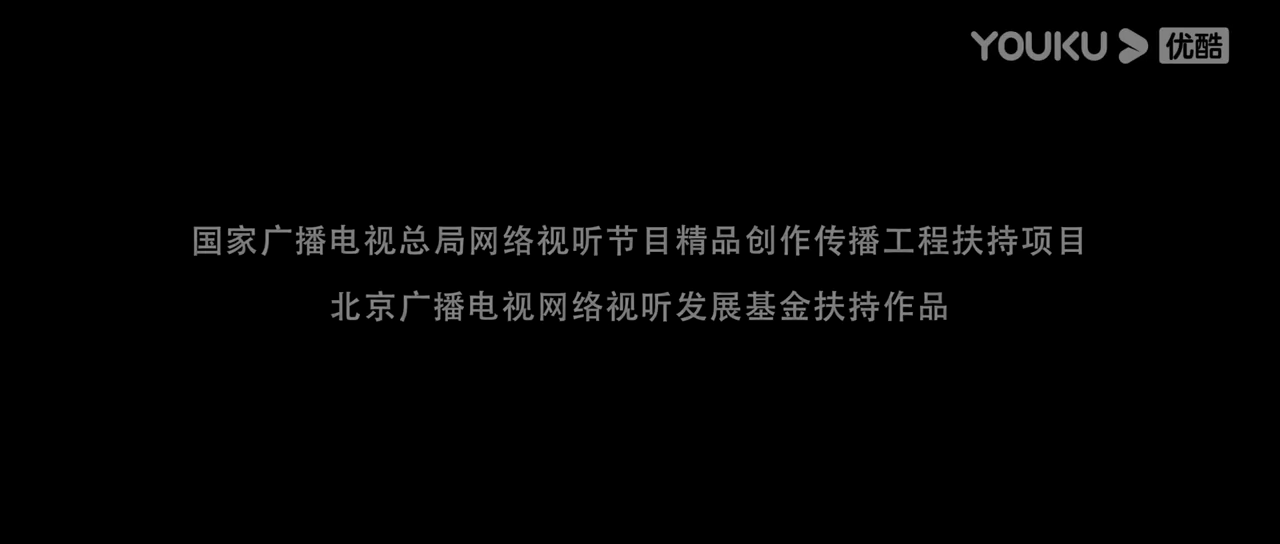 YOUKU 优酷
国家广播电视总局网络视听节目精品创作传播工程扶持项目
北京广播电视网络视听发展基金扶持作品